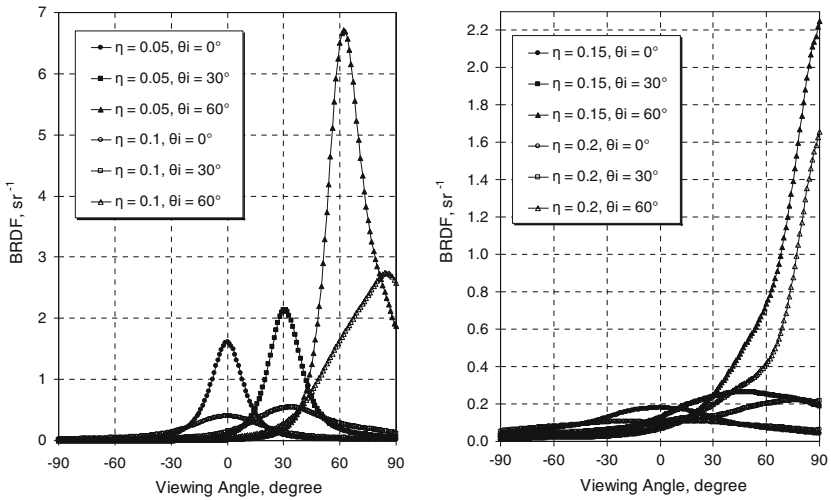 7
6
5
4
3
2
1
0
BRDF, sr-1
η = 0.05, θi = 0°
η = 0.05, θi = 30°
η = 0.05, θi = 60°
η = 0.1, θi = 0°
η = 0.1, θi = 30°
η = 0.1, θi = 60°
-90 -60 -30 0 30 60 90
Viewing Angle, degree
2.2
2.0
1.8
1.6
1.4
1.2
1.0
0.8
0.6
0.4
0.2
0.0
BRDF, sr-1
η = 0.15, θi = 0°
η = 0.15, θi = 30°
η = 0.15, θi = 60°
η = 0.2, θi = 0°
η = 0.2, θi = 30°
η = 0.2, θi = 60°
-90 -60 -30 0 30 60 90
Viewing Angle, degree